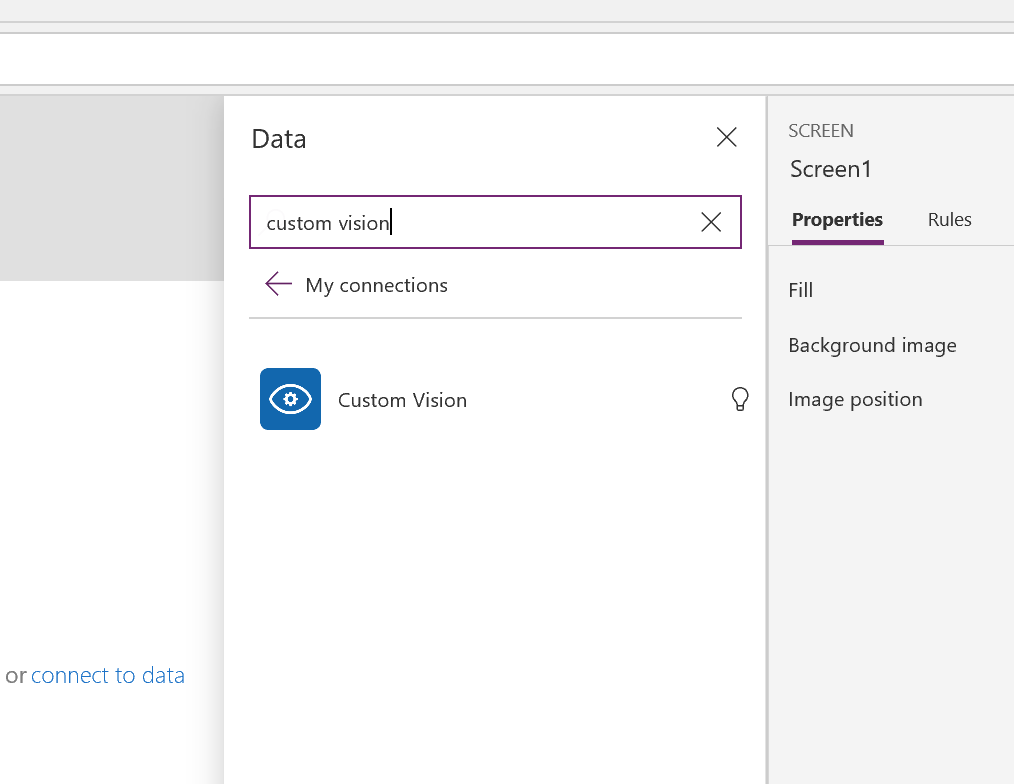 Data
custom vision
My connections
Custom Vision
or connect to data
SCREEN
Screen1
Properties Rules
Fill
Background image
Image position